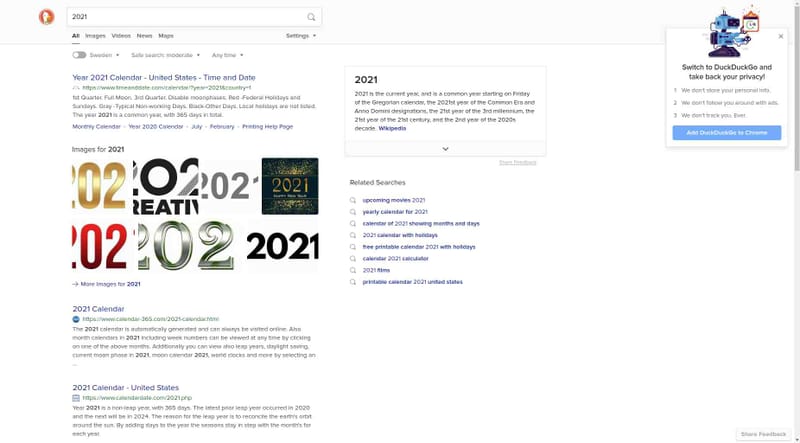 2021
All Images Videos News Maps Settings
Sweden Safe search: moderate Any time
Year 2021 Calendar - United States - Time and Date
https://www.timeanddate.com/calendar/?year=2021&country=1
1st Quarter. Full Moon. 3rd Quarter. Disable moonphases. Red-Federal Holidays and
Sundays. Gray-Typical Non-working Days. Black-Other Days. Local holidays are not listed.
The year 2021 is a common year, with 365 days in total.
Monthly Calendar - Year 2020 Calendar - July - February - Printing Help Page
Images for 2021
202
202
CREATIV
2021
2021
HAPPY NEW YEAR
202
202
2021
More Images for 2021
2021 Calendar
https://www.calendar-365.com/2021-calendar.html
The 2021 calendar is automatically generated and can always be visited online. Also
month calendars in 2021 including week numbers can be viewed at any time by clicking
on one of the above months. Additionally you can view also leap years, daylight saving,
current moon phase in 2021, moon calendar 2021, world clocks and more by selecting an
...
2021 Calendar - United States
https://www.calendardate.com/2021.php
Year 2021 is a non-leap year, with 365 days. The latest prior leap year occurred in 2020
and the next will be in 2024. The reason for the leap year is to reconcile the earth's orbit
around the sun. By adding days to the year the seasons stay in step with the month's for
each year.
2021
2021 is the current year, and is a common year starting on Friday
of the Gregorian calendar, the 2021st year of the Common Era and
Anno Domini designations, the 21st year of the 3rd millennium, the
21st year of the 21st century, and the 2nd year of the 2020s
decade. Wikipedia
Share Feedback
Related Searches
upcoming movies 2021
yearly calendar for 2021
calendar of 2021 showing months and days
2021 calendar with holidays
free printable calendar 2021 with holidays
calendar 2021 calculator
2021 films
printable calendar 2021 united states
Switch to DuckDuckGo and
take back your privacy!
1 We don't store your personal info.
2 We don't follow you around with ads.
3 We don't track you. Ever.
Add DuckDuckGo to Chrome
Share Feedback